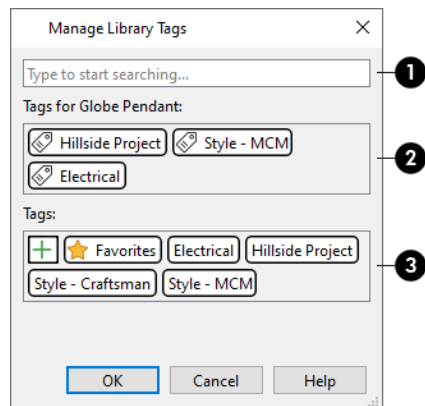 Manage Library Tags
Type to start searching...
1
Tags for Globe Pendant:
Hillside Project Style - MCM
2
Electrical
Tags:
Favorites Electrical Hillside Project
3
Style - Craftsman Style - MCM
OK Cancel Help